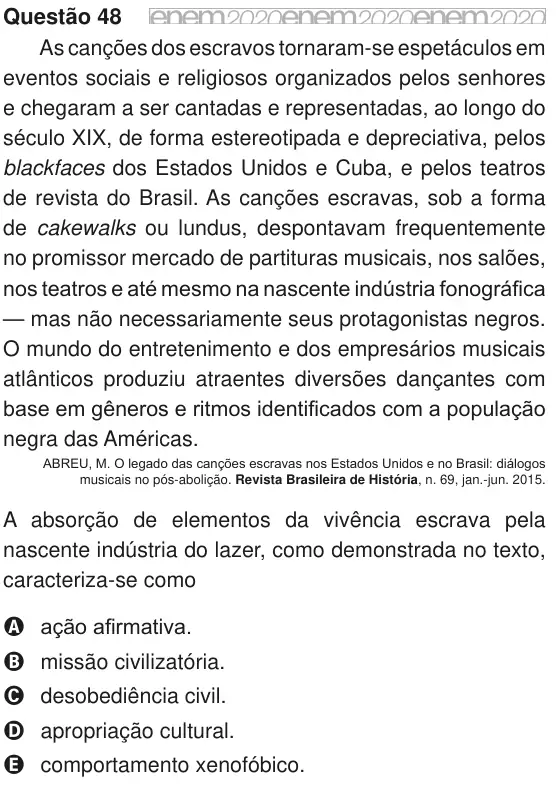 Questão 48 enem2020enem2020enem2020
As canções dos escravos tornaram-se espetáculos em
eventos sociais e religiosos organizados pelos senhores
e chegaram a ser cantadas e representadas, ao longo do
século XIX, de forma estereotipada e depreciativa, pelos
blackfaces dos Estados Unidos e Cuba, e pelos teatros
de revista do Brasil. As canções escravas, sob a forma
de cakewalks ou lundus, despontavam frequentemente
no promissor mercado de partituras musicais, nos salões,
nos teatros e até mesmo na nascente indústria fonográfica
— mas não necessariamente seus protagonistas negros.
O mundo do entretenimento e dos empresários musicais
atlânticos produziu atraentes diversões dançantes com
base em gêneros e ritmos identificados com a população
negra das Américas.
ABREU, M. O legado das canções escravas nos Estados Unidos e no Brasil: diálogos
musicais no pós-abolição. Revista Brasileira de História, n. 69, jan.-jun. 2015.
A absorção de elementos da vivência escrava pela
nascente indústria do lazer, como demonstrada no texto,
caracteriza-se como
A ação afirmativa.
B missão civilizatória.
C desobediência civil.
D apropriação cultural.
E comportamento xenofóbico.